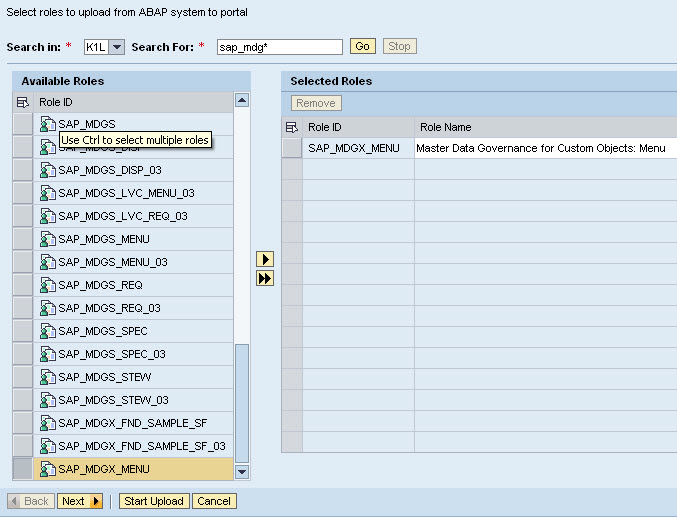 Select roles to upload from ABAP system to portal
Search in: * K1L Search For: * sap_mdg* Go Stop
Available Roles
Role ID
SAP_MDGS
Use Ctrl to select multiple roles
SAP_MDGS_DISP_03
SAP_MDGS_LVC_MENU_03
SAP_MDGS_LVC_REQ_03
SAP_MDGS_MENU
SAP_MDGS_MENU_03
SAP_MDGS_REQ
SAP_MDGS_REQ_03
SAP_MDGS_SPEC
SAP_MDGS_SPEC_03
SAP_MDGS_STEW
SAP_MDGS_STEW_03
SAP_MDGX_FND_SAMPLE_SF
SAP_MDGX_FND_SAMPLE_SF_03
SAP_MDGX_MENU
Selected Roles
Remove
Role ID Role Name
SAP_MDGX_MENU Master Data Governance for Custom Objects: Menu
Back Next Start Upload Cancel